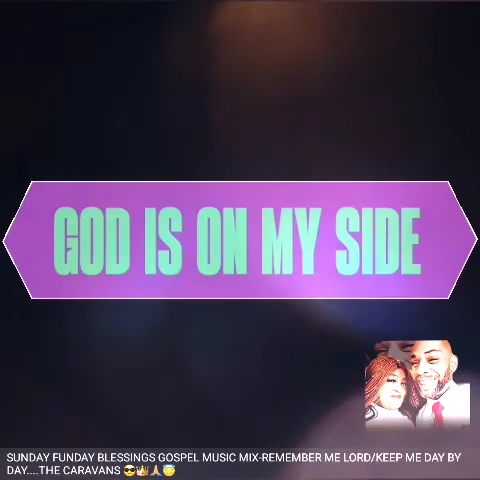 GOD IS ON MY SIDE
SUNDAY FUNDAY BLESSINGS GOSPEL MUSIC MIX-REMEMBER ME LORD/KEEP ME DAY BY
DAY....THE CARAVANS 😎👑🙏😇